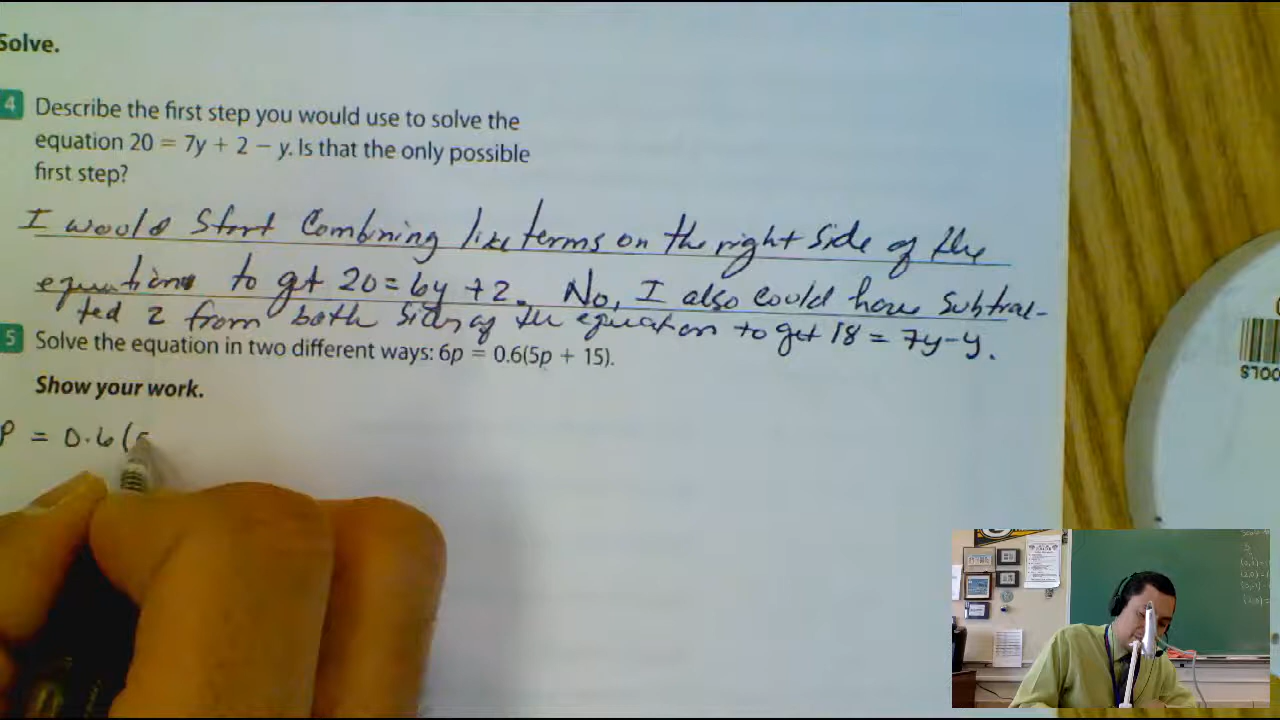 Solve.
4 Describe the first step you would use to solve the
equation 20 = 7y + 2 − y. Is that the only possible
first step?
I would Start Combining like terms on the right side of the
equation to get 20 = 6y + 2. No, I also could have subtrac-
ted 2 from both sides of the equation to get 18 = 7y-y.
5 Solve the equation in two different ways: 6p = 0.6(5p + 15).
Show your work.
p = 0.6(5